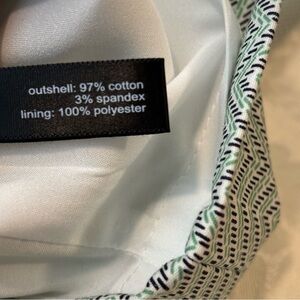 outshell: 97% cotton
3% spandex
lining: 100% polyester